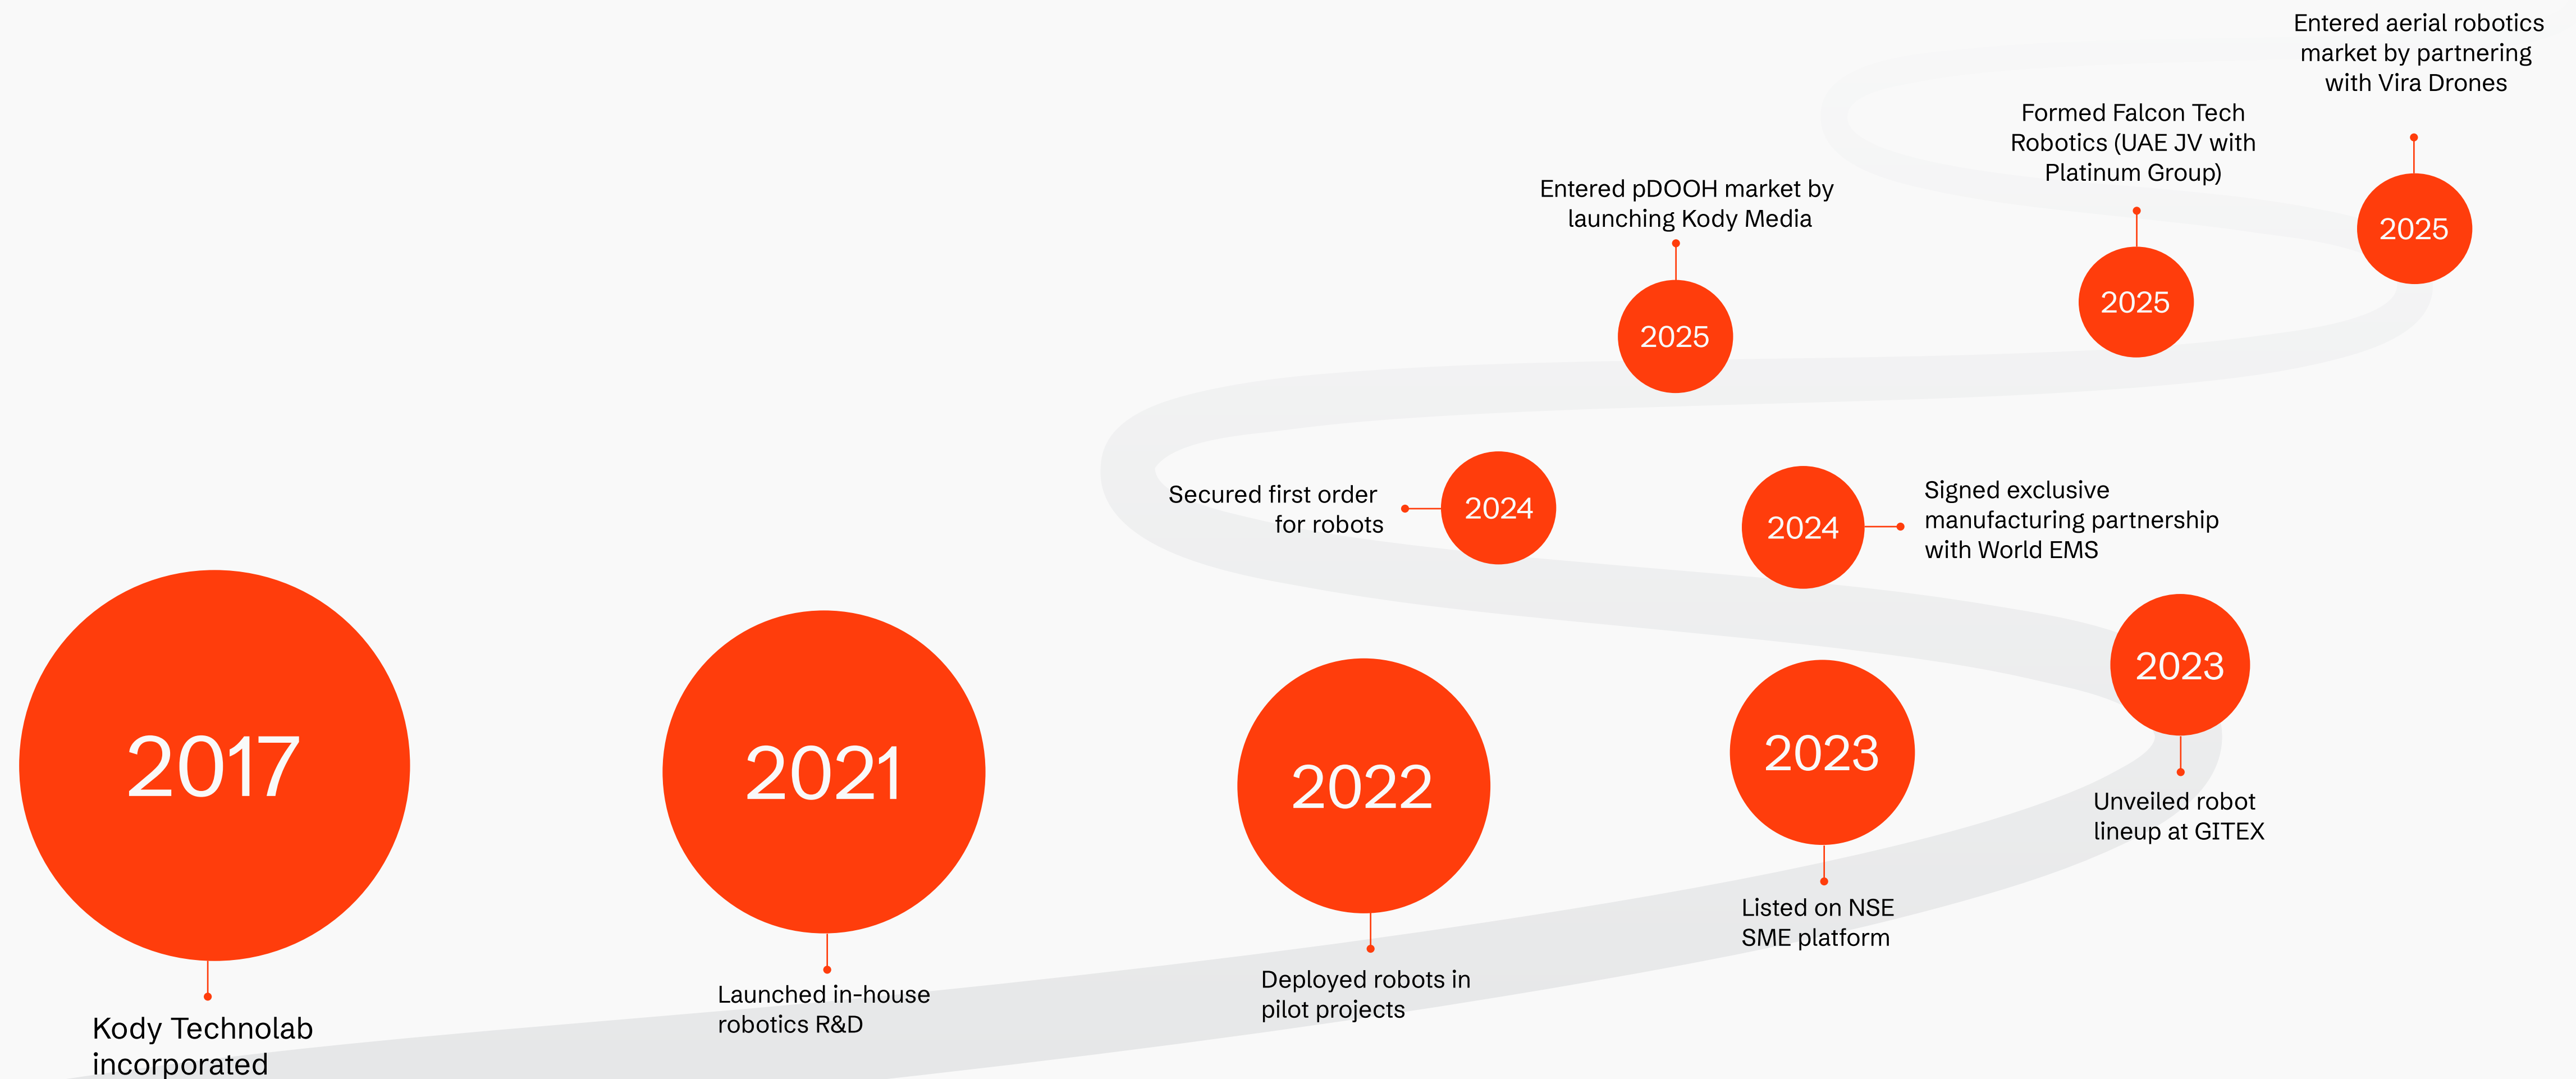 2017
Kody Technolab
incorporated
2021
Launched in-house
robotics R&D
2022
Deployed robots in
pilot projects
2023
Listed on NSE
SME platform
2023
Unveiled robot
lineup at GITEX
2024
Signed exclusive
manufacturing partnership
with World EMS
2024
Secured first order
for robots
Entered pDOOH market by
launching Kody Media
2025
Formed Falcon Tech
Robotics (UAE JV with
Platinum Group)
2025
Entered aerial robotics
market by partnering
with Vira Drones
2025